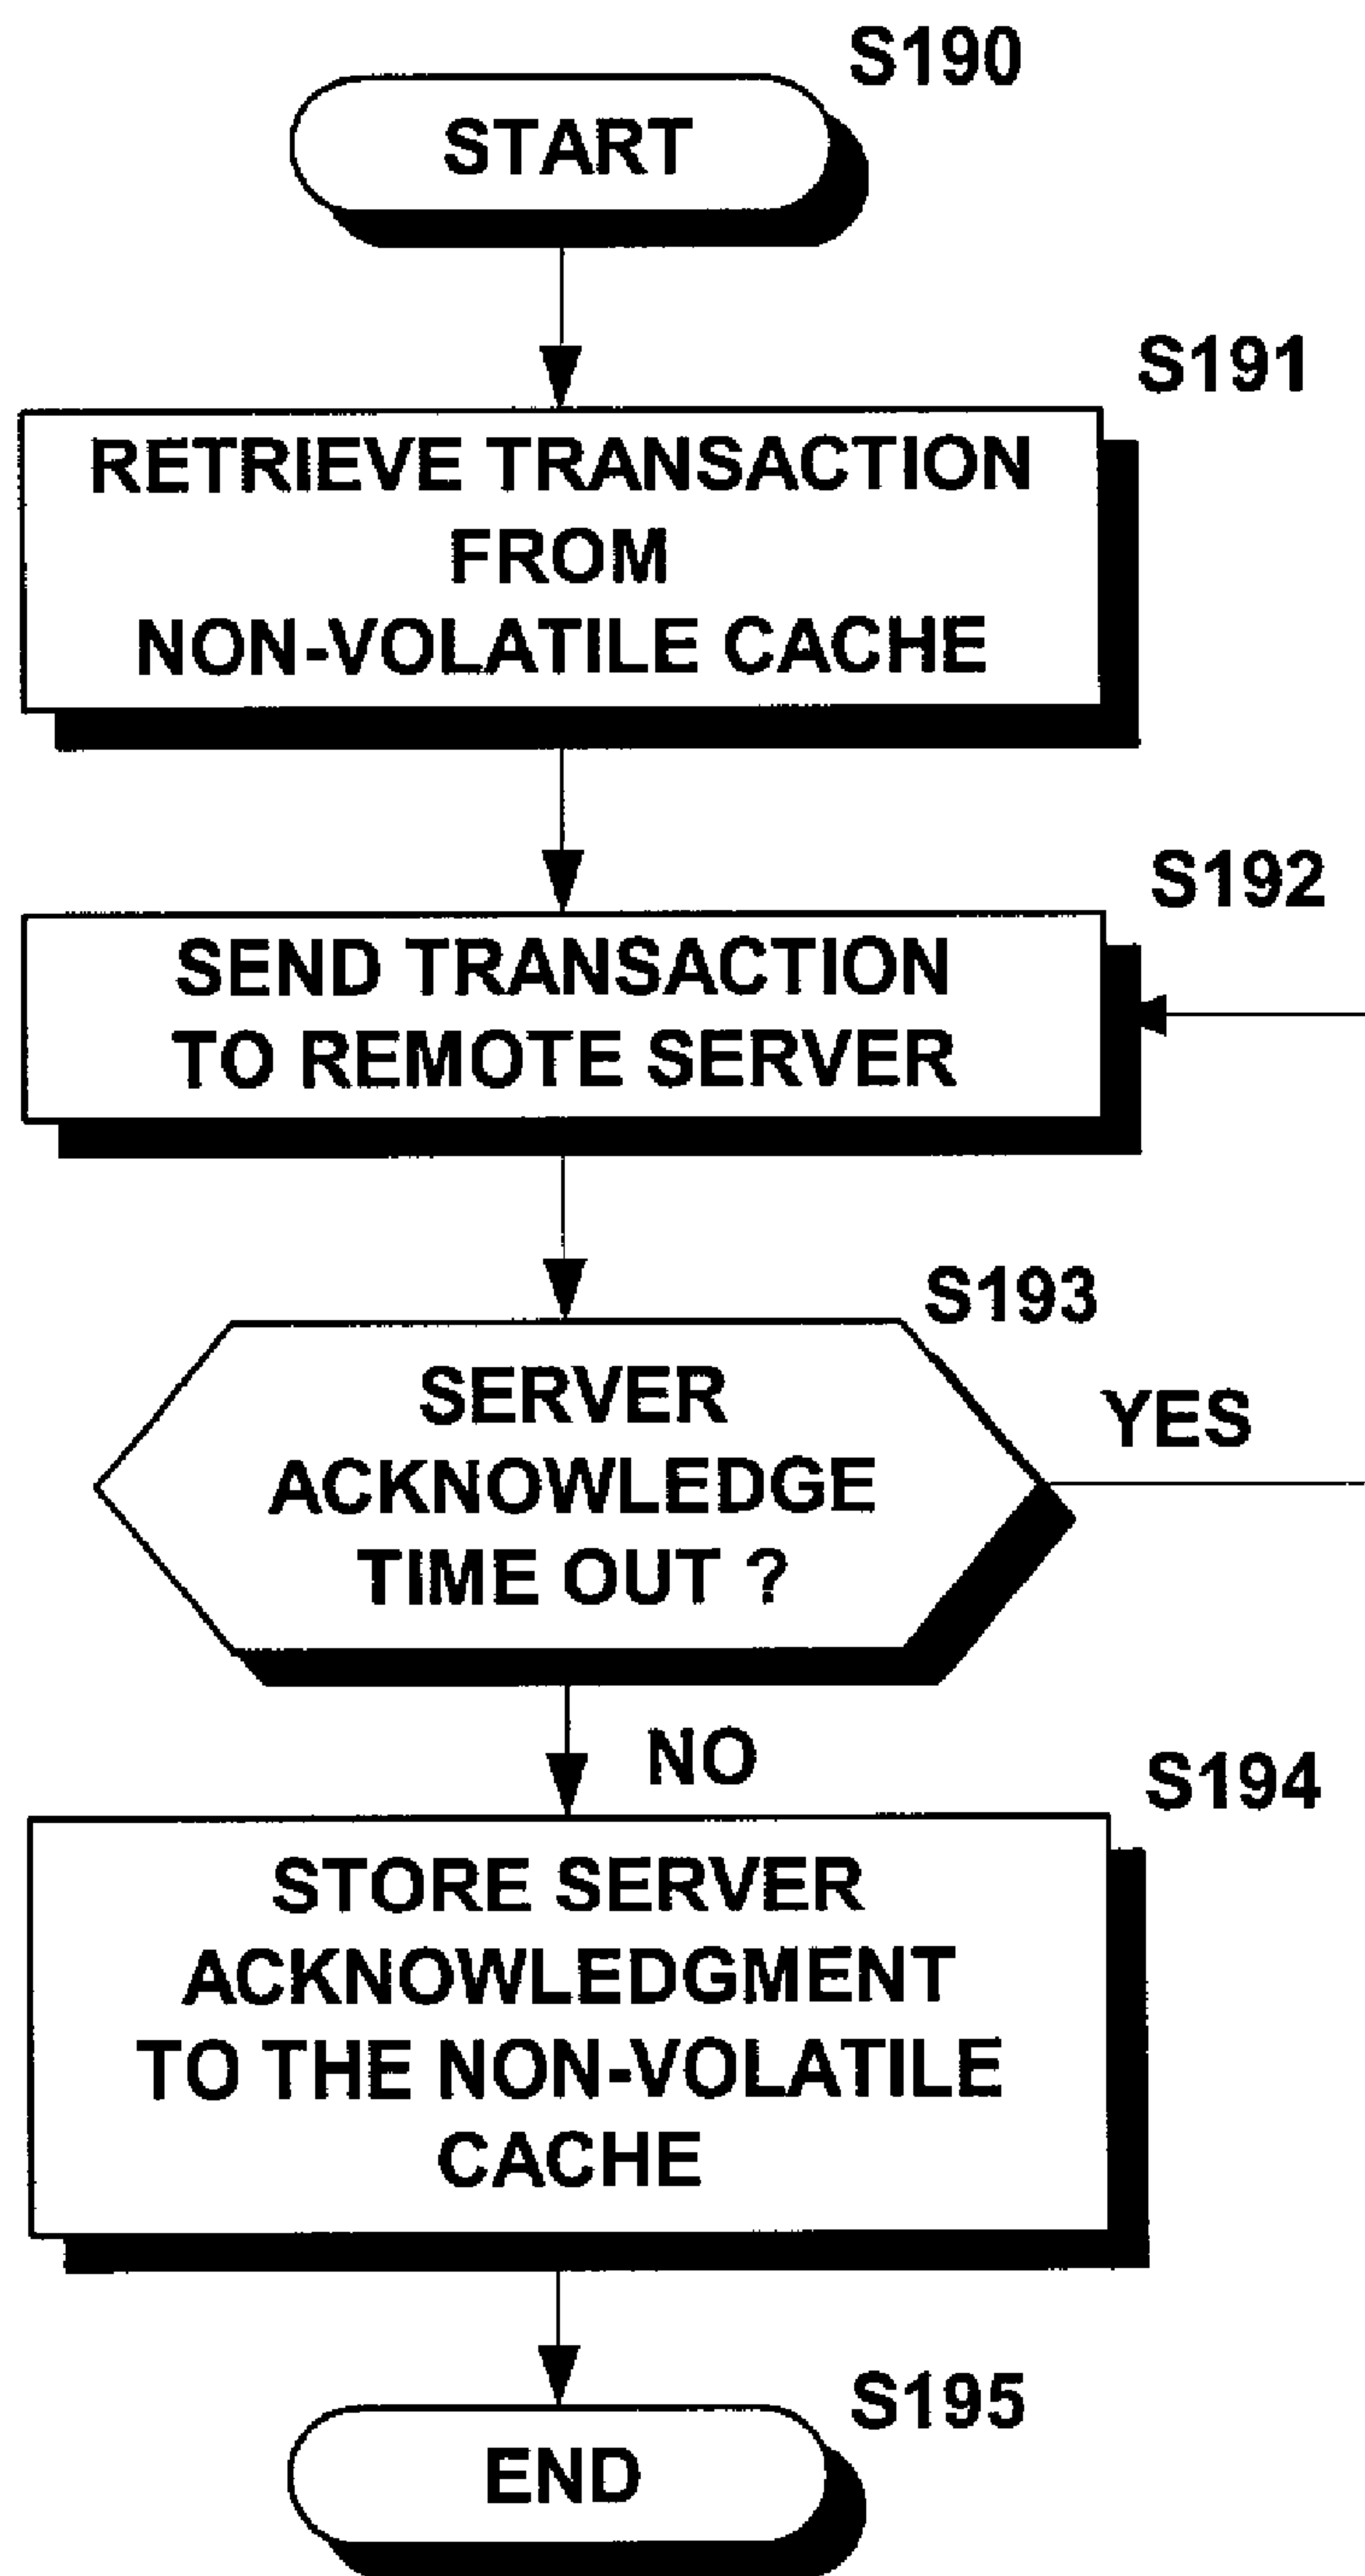 S190
START
S191
RETRIEVE TRANSACTION
FROM
NON-VOLATILE CACHE
S192
SEND TRANSACTION
TO REMOTE SERVER
S193
SERVER
ACKNOWLEDGE
TIME OUT ?
YES
NO
S194
STORE SERVER
ACKNOWLEDGMENT
TO THE NON-VOLATILE
CACHE
S195
END